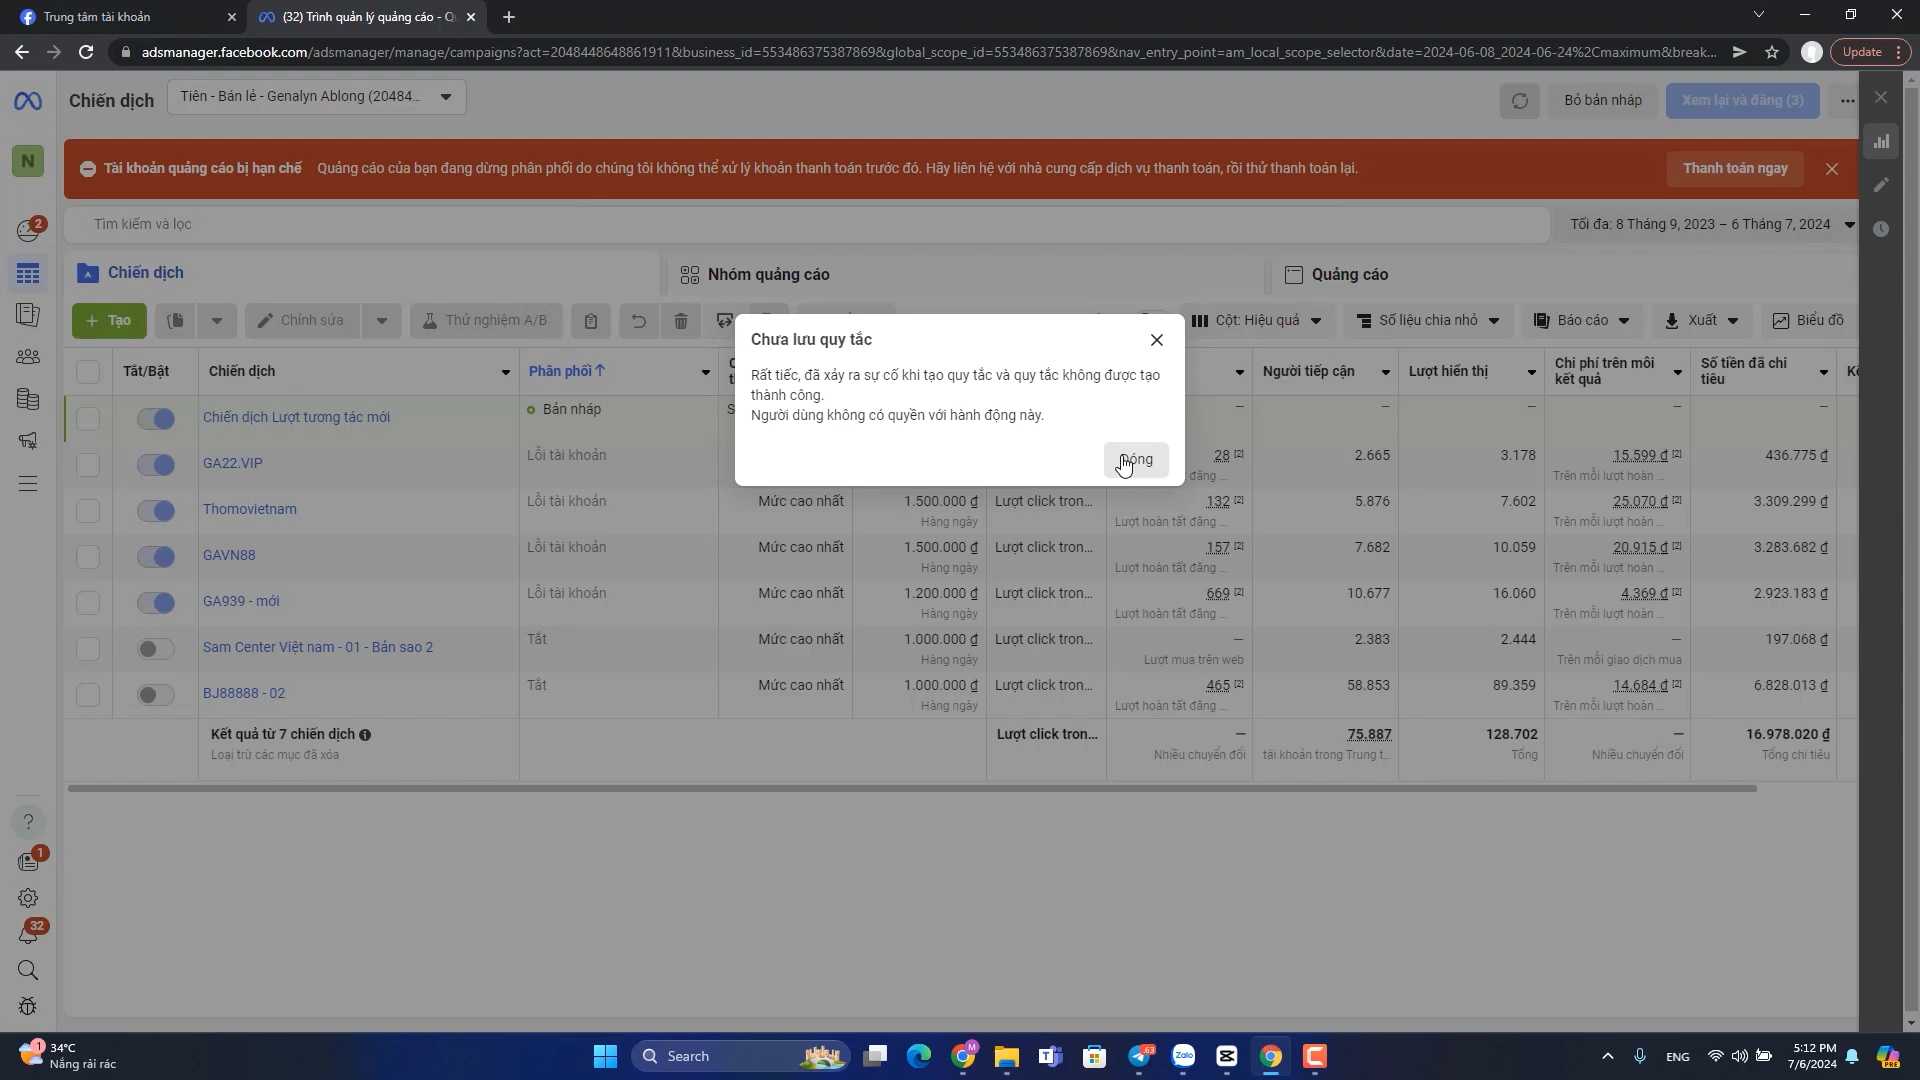 Trung tâm tài khoản
(32) Trình quản lý quảng cáo - Qu
adsmanager.facebook.com/adsmanager/manage/campaigns?act=2048448648861911&business_id=553486375387869&global_scope_id=553486375387869&nav_entry_point=am_local_scope_selector&date=2024-06-08_2024-06-24%2Cmaximum&break...
Update
Chiến dịch
Tiên - Bán lẻ - Genalyn Ablong (20484...
Bỏ bản nháp
Xem lại và đăng (3)
N
Tài khoản quảng cáo bị hạn chế Quảng cáo của bạn đang dừng phân phối do chúng tôi không thể xử lý khoản thanh toán trước đó. Hãy liên hệ với nhà cung cấp dịch vụ thanh toán, rồi thử thanh toán lại.
Thanh toán ngay
Tìm kiếm và lọc
Tối đa: 8 Tháng 9, 2023 – 6 Tháng 7, 2024
2
Chiến dịch
Nhóm quảng cáo
Quảng cáo
+ Tạo
Chỉnh sửa
Thử nghiệm A/B
Cột: Hiệu quả
Số liệu chia nhỏ
Báo cáo
Xuất
Biểu đồ
Chưa lưu quy tắc
Rất tiếc, đã xảy ra sự cố khi tạo quy tắc và quy tắc không được tạo
thành công.
Người dùng không có quyền với hành động này.
Đóng
Tắt/Bật
Chiến dịch
Phân phối↑
Người tiếp cận
Lượt hiển thị
Chi phí trên mỗi
kết quả
Số tiền đã chi
tiêu
Chiến dịch Lượt tương tác mới
Bản nháp
— — — — —
GA22.VIP
Lỗi tài khoản
28 [2]
2.665
3.178
15.599 ₫ [2]
Trên mỗi lượt hoàn ...
436.775 ₫
Thomovietnam
Lỗi tài khoản
Mức cao nhất
1.500.000 ₫
Hàng ngày
Lượt click tron...
132 [2]
Lượt hoàn tất đăng ...
5.876
7.602
25.070 ₫ [2]
Trên mỗi lượt hoàn ...
3.309.299 ₫
GAVN88
Lỗi tài khoản
Mức cao nhất
1.500.000 ₫
Hàng ngày
Lượt click tron...
157 [2]
Lượt hoàn tất đăng ...
7.682
10.059
20.915 ₫ [2]
Trên mỗi lượt hoàn ...
3.283.682 ₫
GA939 - mới
Lỗi tài khoản
Mức cao nhất
1.200.000 ₫
Hàng ngày
Lượt click tron...
669 [2]
Lượt hoàn tất đăng ...
10.677
16.060
4.369 ₫ [2]
Trên mỗi lượt hoàn ...
2.923.183 ₫
Sam Center Việt nam - 01 - Bản sao 2
Tắt
Mức cao nhất
1.000.000 ₫
Hàng ngày
Lượt click tron...
—
Lượt mua trên web
2.383
2.444
—
Trên mỗi giao dịch mua
197.068 ₫
BJ88888 - 02
Tắt
Mức cao nhất
1.000.000 ₫
Hàng ngày
Lượt click tron...
465 [2]
Lượt hoàn tất đăng ...
58.853
89.359
14.684 ₫ [2]
Trên mỗi lượt hoàn ...
6.828.013 ₫
Kết quả từ 7 chiến dịch
Loại trừ các mục đã xóa
Lượt click tron...
—
Nhiều chuyển đổi
75.887
tài khoản trong Trung t...
128.702
Tổng
—
Nhiều chuyển đổi
16.978.020 ₫
Tổng chi tiêu
?
1
32
1
34°C
Nắng rải rác
Search
M
63
Zalo
ENG
5:12 PM
7/6/2024
PRE